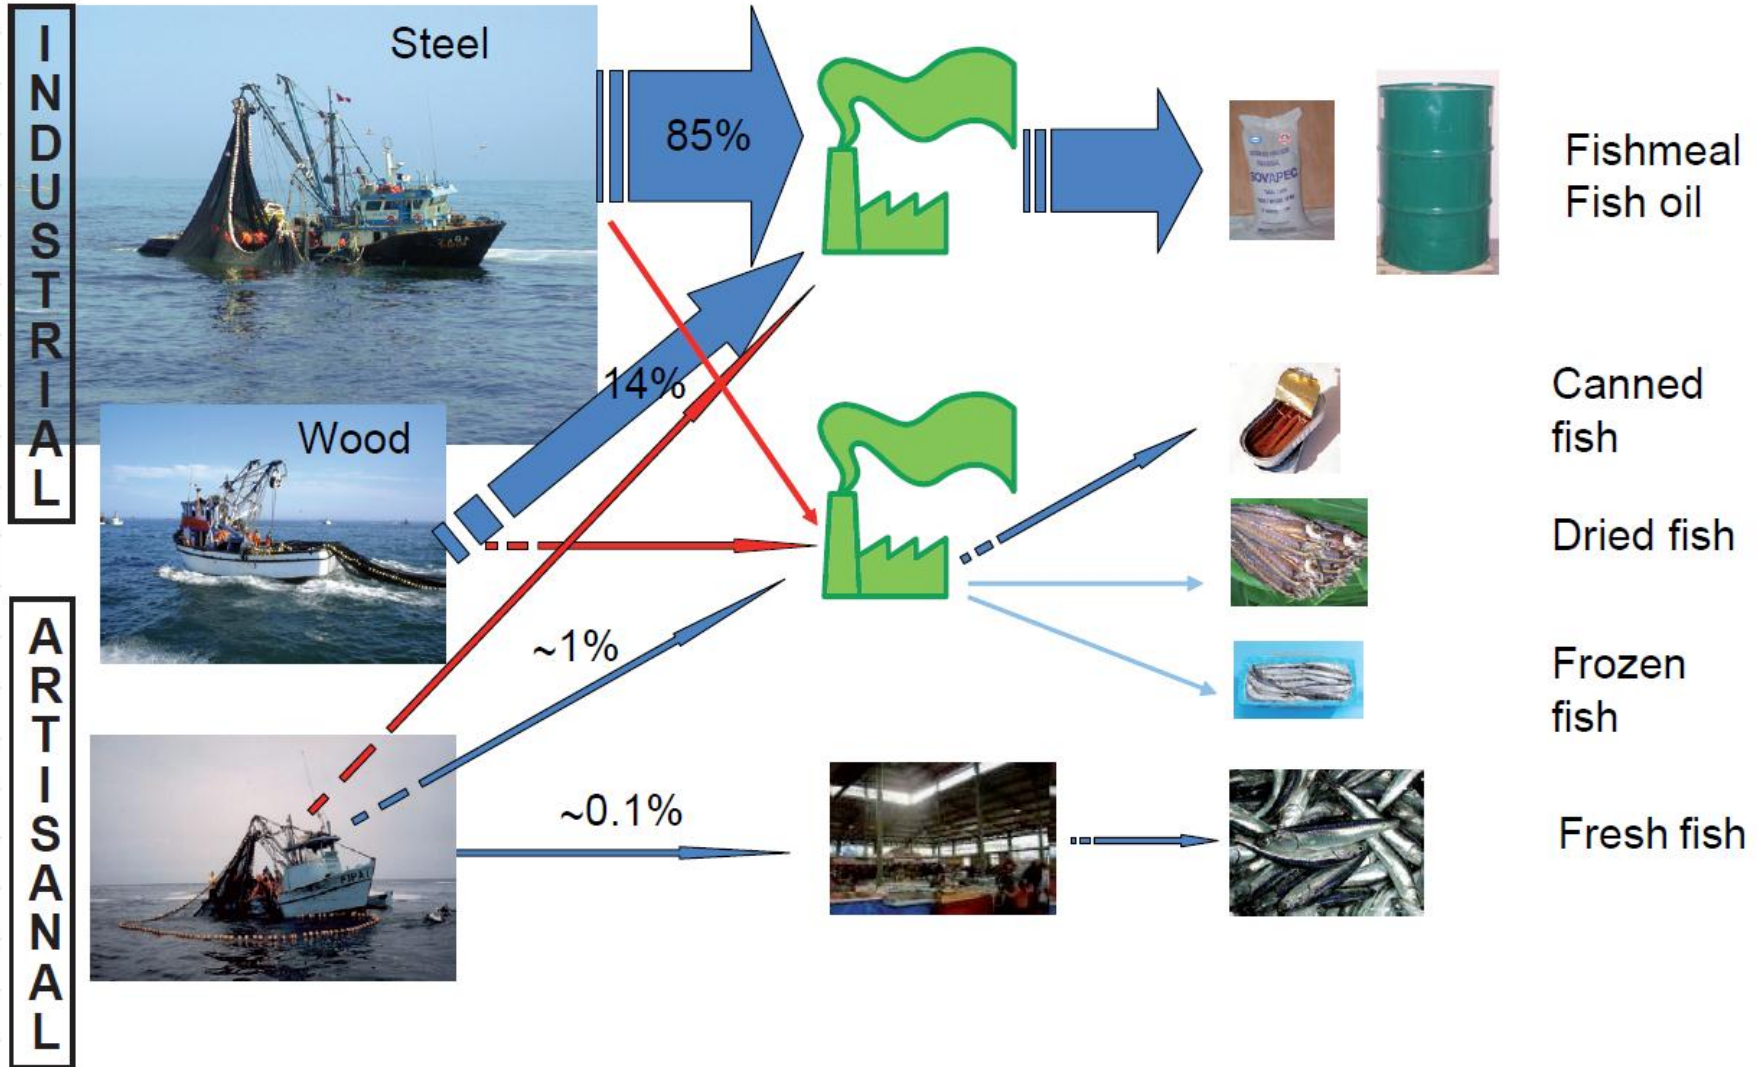 INDUSTRIAL
Steel
85%
Fishmeal
Fish oil
14%
Wood
Canned
fish
Dried fish
ARTISANAL
~1%
Frozen
fish
~0.1%
Fresh fish